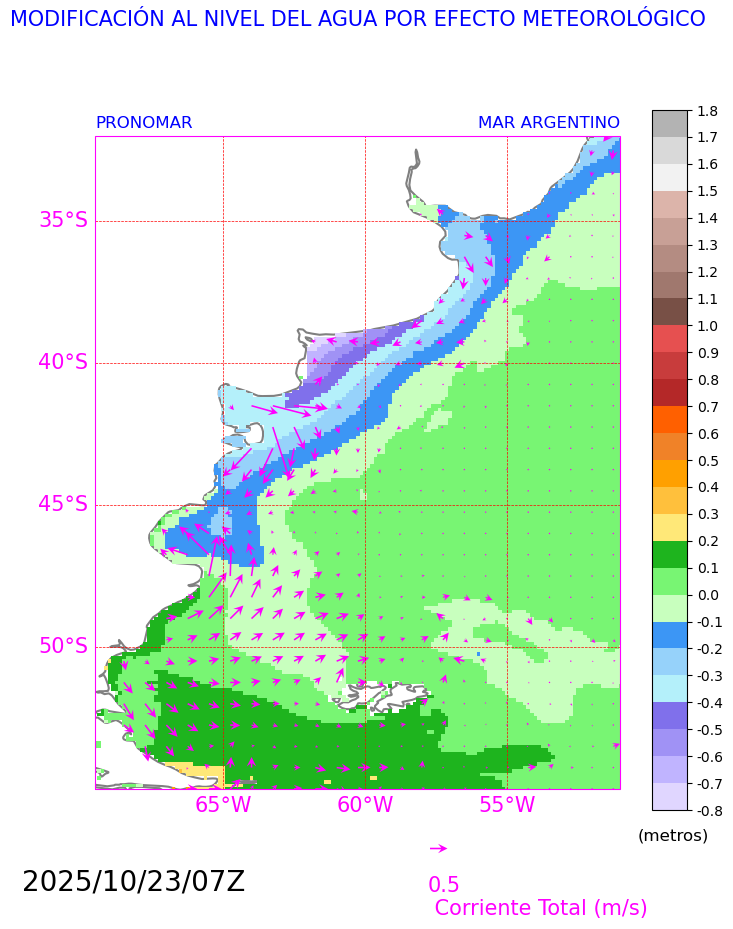 MODIFICACIÓN AL NIVEL DEL AGUA POR EFECTO METEOROLÓGICO
PRONOMAR
MAR ARGENTINO
35°S
40°S
45°S
50°S
65°W
60°W
55°W
1.8
1.7
1.6
1.5
1.4
1.3
1.2
1.1
1.0
0.9
0.8
0.7
0.6
0.5
0.4
0.3
0.2
0.1
0.0
-0.1
-0.2
-0.3
-0.4
-0.5
-0.6
-0.7
-0.8
(metros)
2025/10/23/07Z
0.5
Corriente Total (m/s)